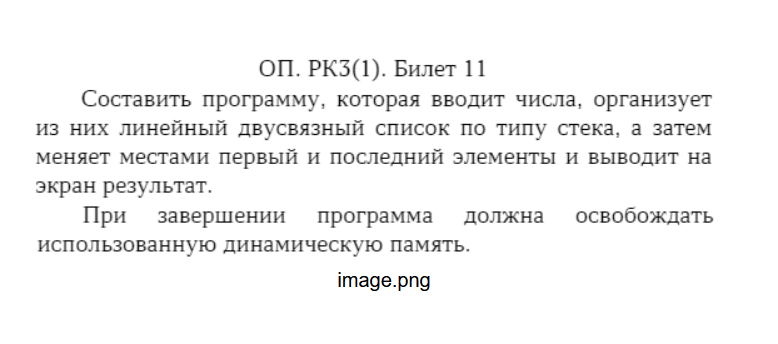 ОП. РК3(1). Билет 11
Составить программу, которая вводит числа, организует
из них линейный двусвязный список по типу стека, а затем
меняет местами первый и последний элементы и выводит на
экран результат.
При завершении программа должна освобождать
использованную динамическую память.
image.png